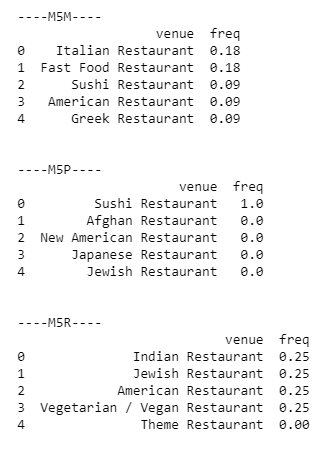 ----M5M----
venue freq
0 Italian Restaurant 0.18
1 Fast Food Restaurant 0.18
2 Sushi Restaurant 0.09
3 American Restaurant 0.09
4 Greek Restaurant 0.09
----M5P----
venue freq
0 Sushi Restaurant 1.0
1 Afghan Restaurant 0.0
2 New American Restaurant 0.0
3 Japanese Restaurant 0.0
4 Jewish Restaurant 0.0
----M5R----
venue freq
0 Indian Restaurant 0.25
1 Jewish Restaurant 0.25
2 American Restaurant 0.25
3 Vegetarian / Vegan Restaurant 0.25
4 Theme Restaurant 0.00